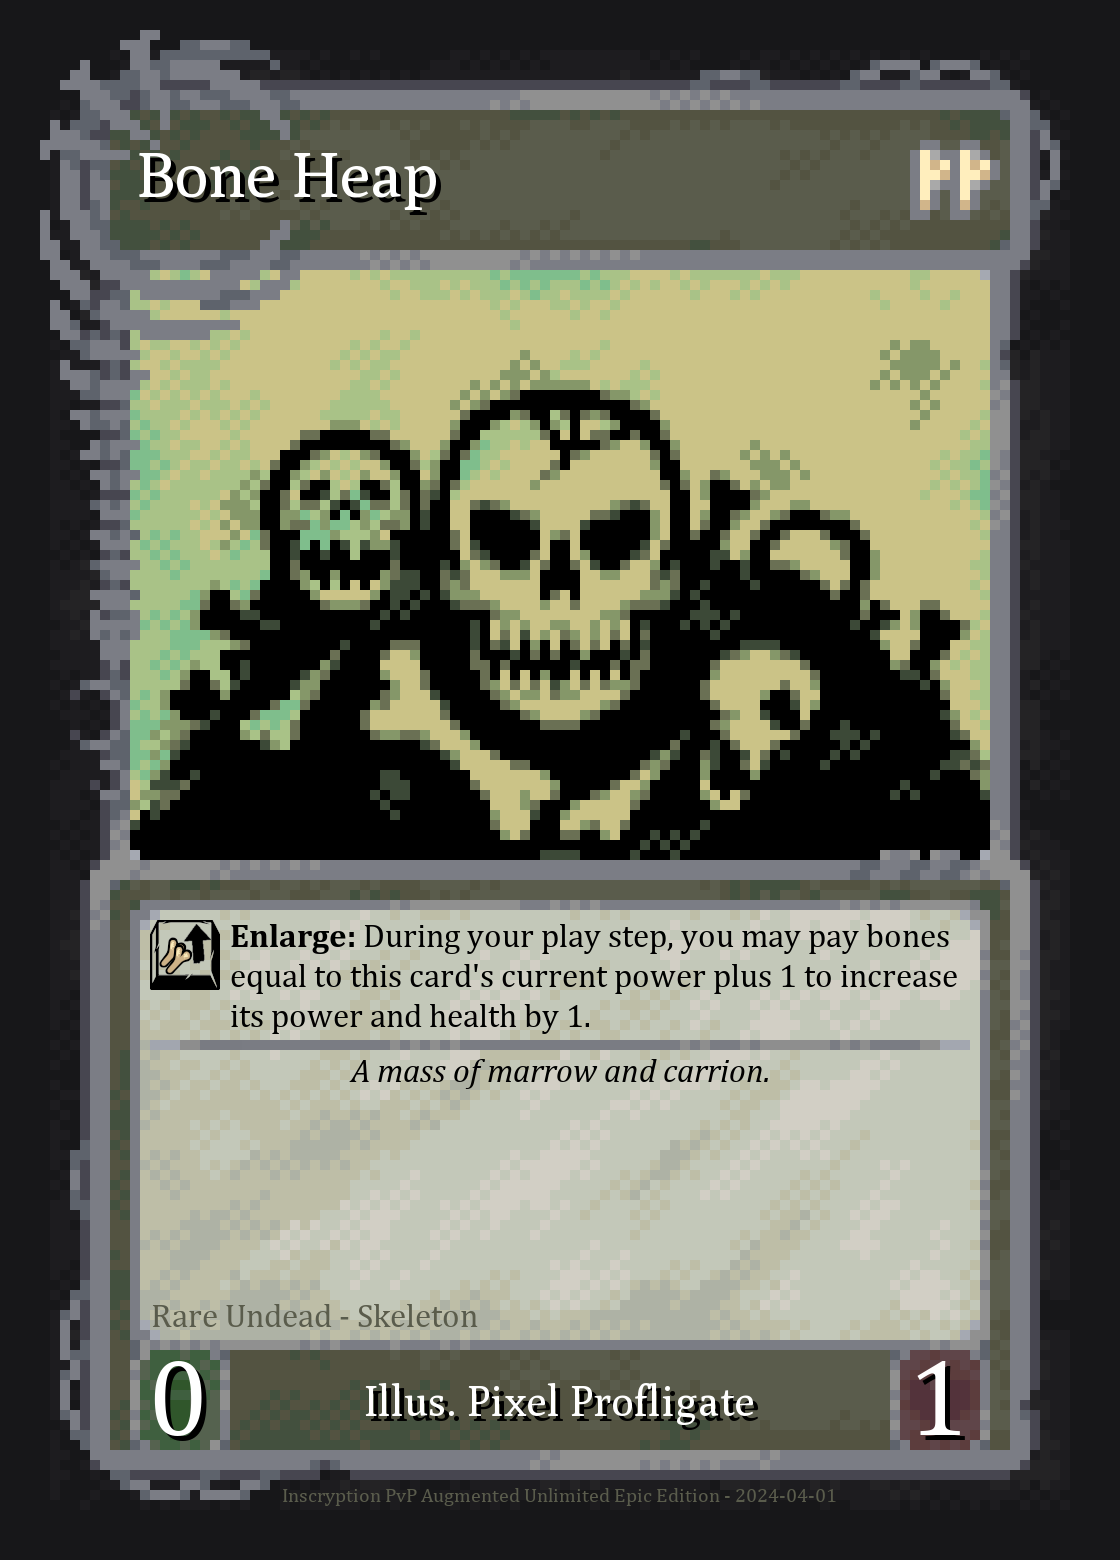 Bone Heap
Enlarge: During your play step, you may pay bones
equal to this card's current power plus 1 to increase
its power and health by 1.
A mass of marrow and carrion.
Rare Undead - Skeleton
0
Illus. Pixel Profligate
1
Inscryption PvP Augmented Unlimited Epic Edition - 2024-04-01